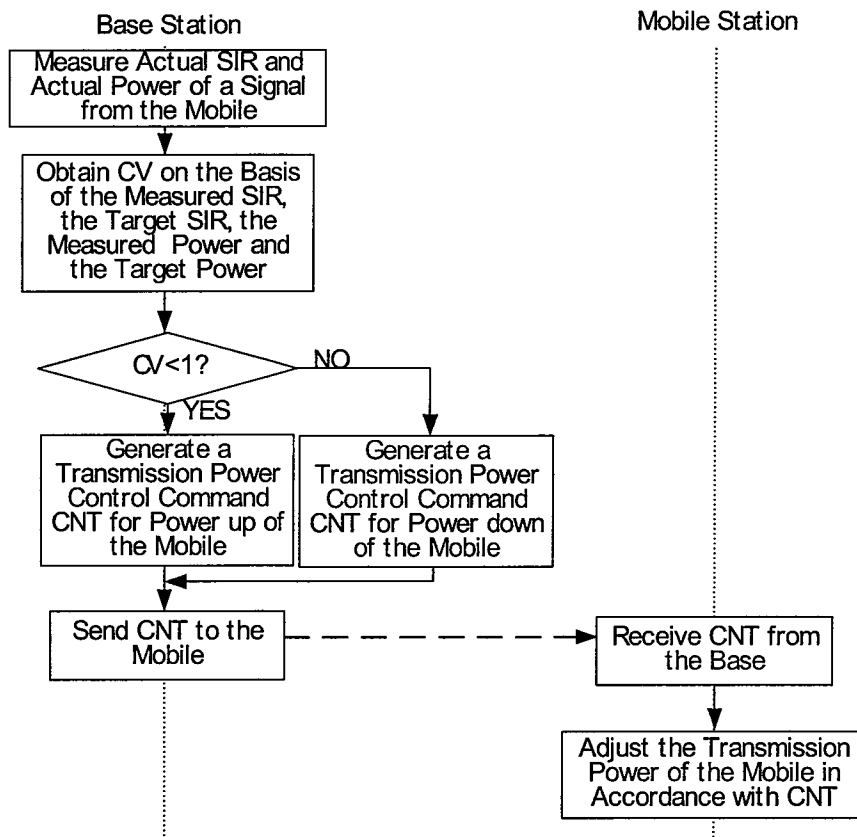 Base Station
Mobile Station
Measure Actual SIR and
Actual Power of a Signal
from the Mobile
Obtain CV on the Basis
of the Measured SIR,
the Target SIR, the
Measured Power and
the Target Power
CV<1?
NO
YES
Generate a
Transmission Power
Control Command
CNT for Power up of
the Mobile
Generate a
Transmission Power
Control Command
CNT for Power down
of the Mobile
Send CNT to the
Mobile
Receive CNT from
the Base
Adjust the Transmission
Power of the Mobile in
Accordance with CNT